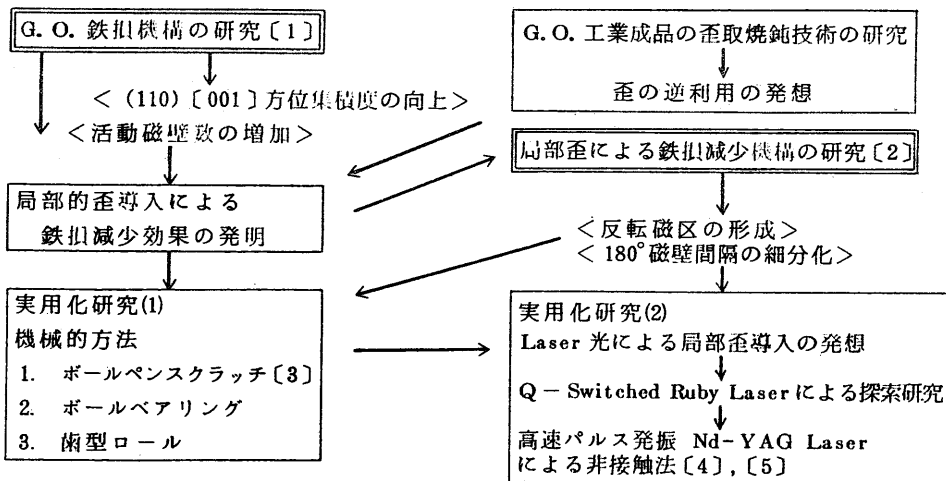 G.O. 鉄損機構の研究〔1〕
<(110)〔001〕方位集積度の向上>
<活動磁壁数の増加>
局部的歪導入による
鉄損減少効果の発明
実用化研究(1)
機械的方法
1. ボールペンスクラッチ〔3〕
2. ボールベアリング
3. 歯型ロール
G.O. 工業成品の歪取焼鈍技術の研究
歪の逆利用の発想
局部歪による鉄損減少機構の研究〔2〕
<反転磁区の形成>
<180°磁壁間隔の細分化>
実用化研究(2)
Laser 光による局部歪導入の発想
Q-Switched Ruby Laserによる探索研究
高速パルス発振 Nd-YAG Laser
による非接触法〔4〕,〔5〕